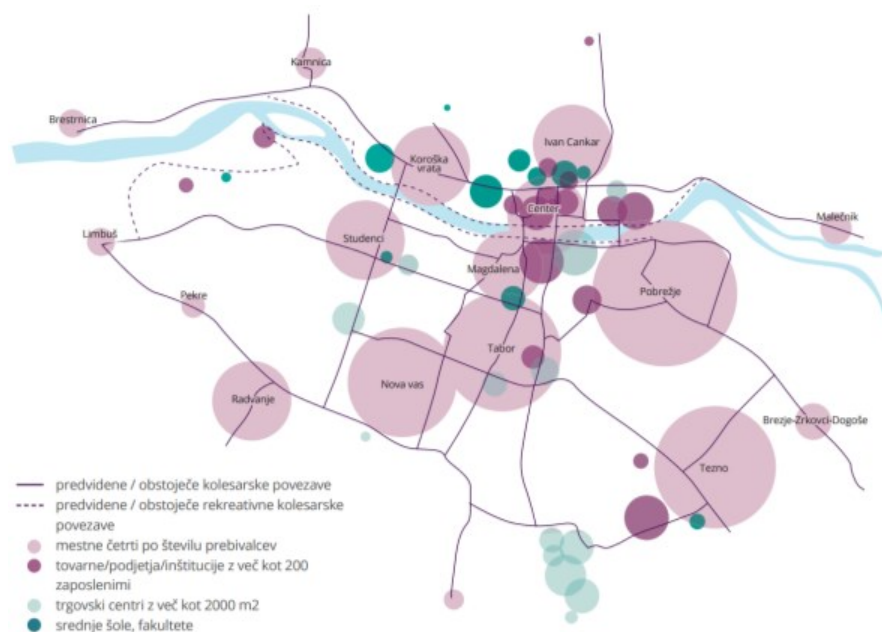 Kamnica
Brestrnica
Ivan Cankar
Koroška
vrata
Center
Malečnik
Limbuš
Studenci
Magdalena
Pekre
Pobrežje
Tabor
Nova vas
Radvanje
Brezje-Zrkovci-Dogoše
Tezno
predvidene / obstoječe kolesarske povezave
predvidene / obstoječe rekreativne kolesarske
povezave
mestne četrti po številu prebivalcev
tovarne/podjetja/inštitucije z več kot 200
zaposlenimi
trgovski centri z več kot 2000 m2
srednje šole, fakultete